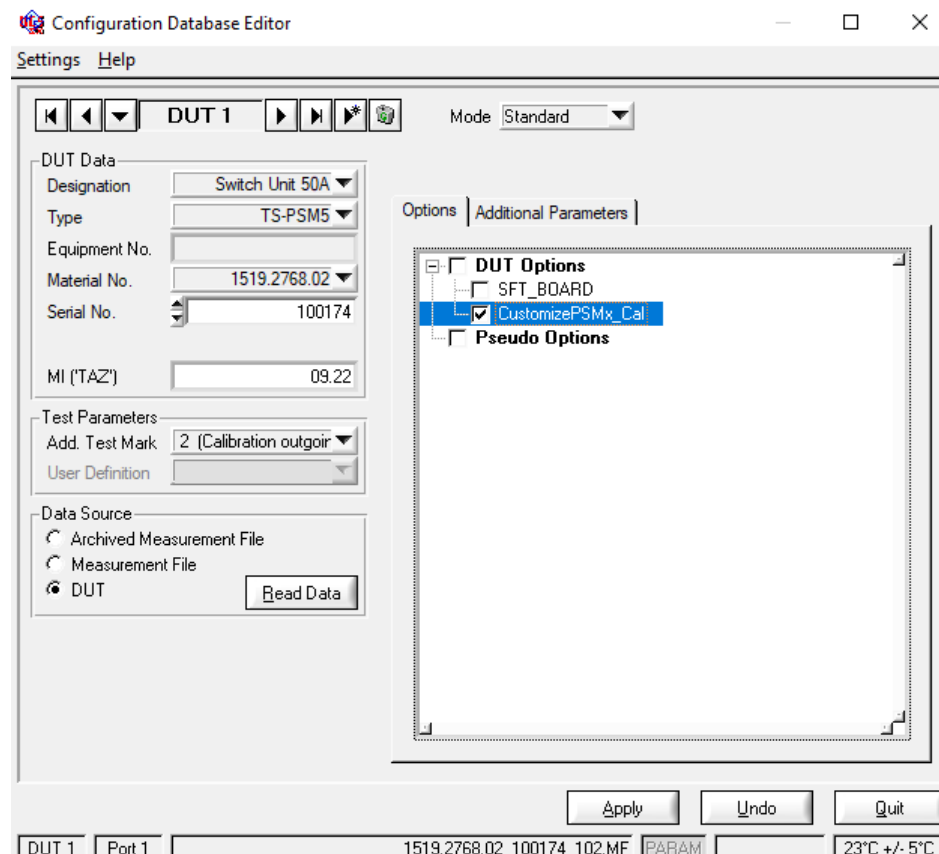 Configuration Database Editor
Settings Help
DUT 1
Mode Standard
DUT Data
Designation Switch Unit 50A
Type TS-PSM5
Equipment No.
Material No. 1519.2768.02
Serial No. 100174
MI ('TAZ') 09.22
Test Parameters
Add. Test Mark 2 (Calibration outgoir
User Definition
Data Source
Archived Measurement File
Measurement File
DUT
Read Data
Options Additional Parameters
DUT Options
SFT_BOARD
CustomizePSMx_Cal
Pseudo Options
Apply Undo Quit
DUT 1 Port 1 1519.2768.02_100174_102.MF PARAM 23°C +/- 5°C